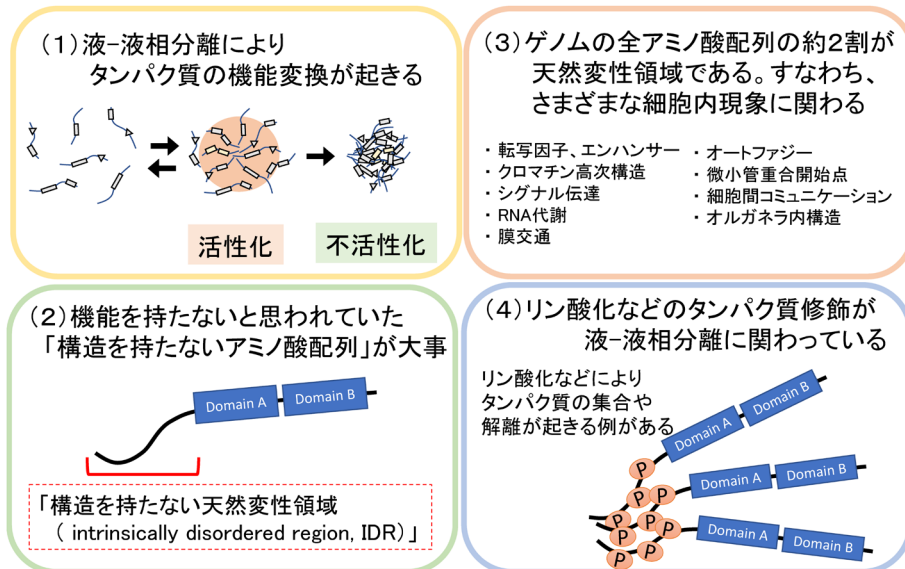 (1)液-液相分離により
タンパク質の機能変換が起きる
活性化
不活性化
(2)機能を持たないと思われていた
「構造を持たないアミノ酸配列」が大事
Domain A
Domain B
「構造を持たない天然変性領域
( intrinsically disordered region, IDR)」
(3)ゲノムの全アミノ酸配列の約2割が
天然変性領域である。すなわち、
さまざまな細胞内現象に関わる
・転写因子、エンハンサー
・クロマチン高次構造
・シグナル伝達
・RNA代謝
・膜交通
・オートファジー
・微小管重合開始点
・細胞間コミュニケーション
・オルガネラ内構造
(4)リン酸化などのタンパク質修飾が
液-液相分離に関わっている
リン酸化などにより
タンパク質の集合や
解離が起きる例がある
Domain A
Domain B
P
P
P
P
Domain A
Domain B
P
P
P
P
P
Domain A
Domain B